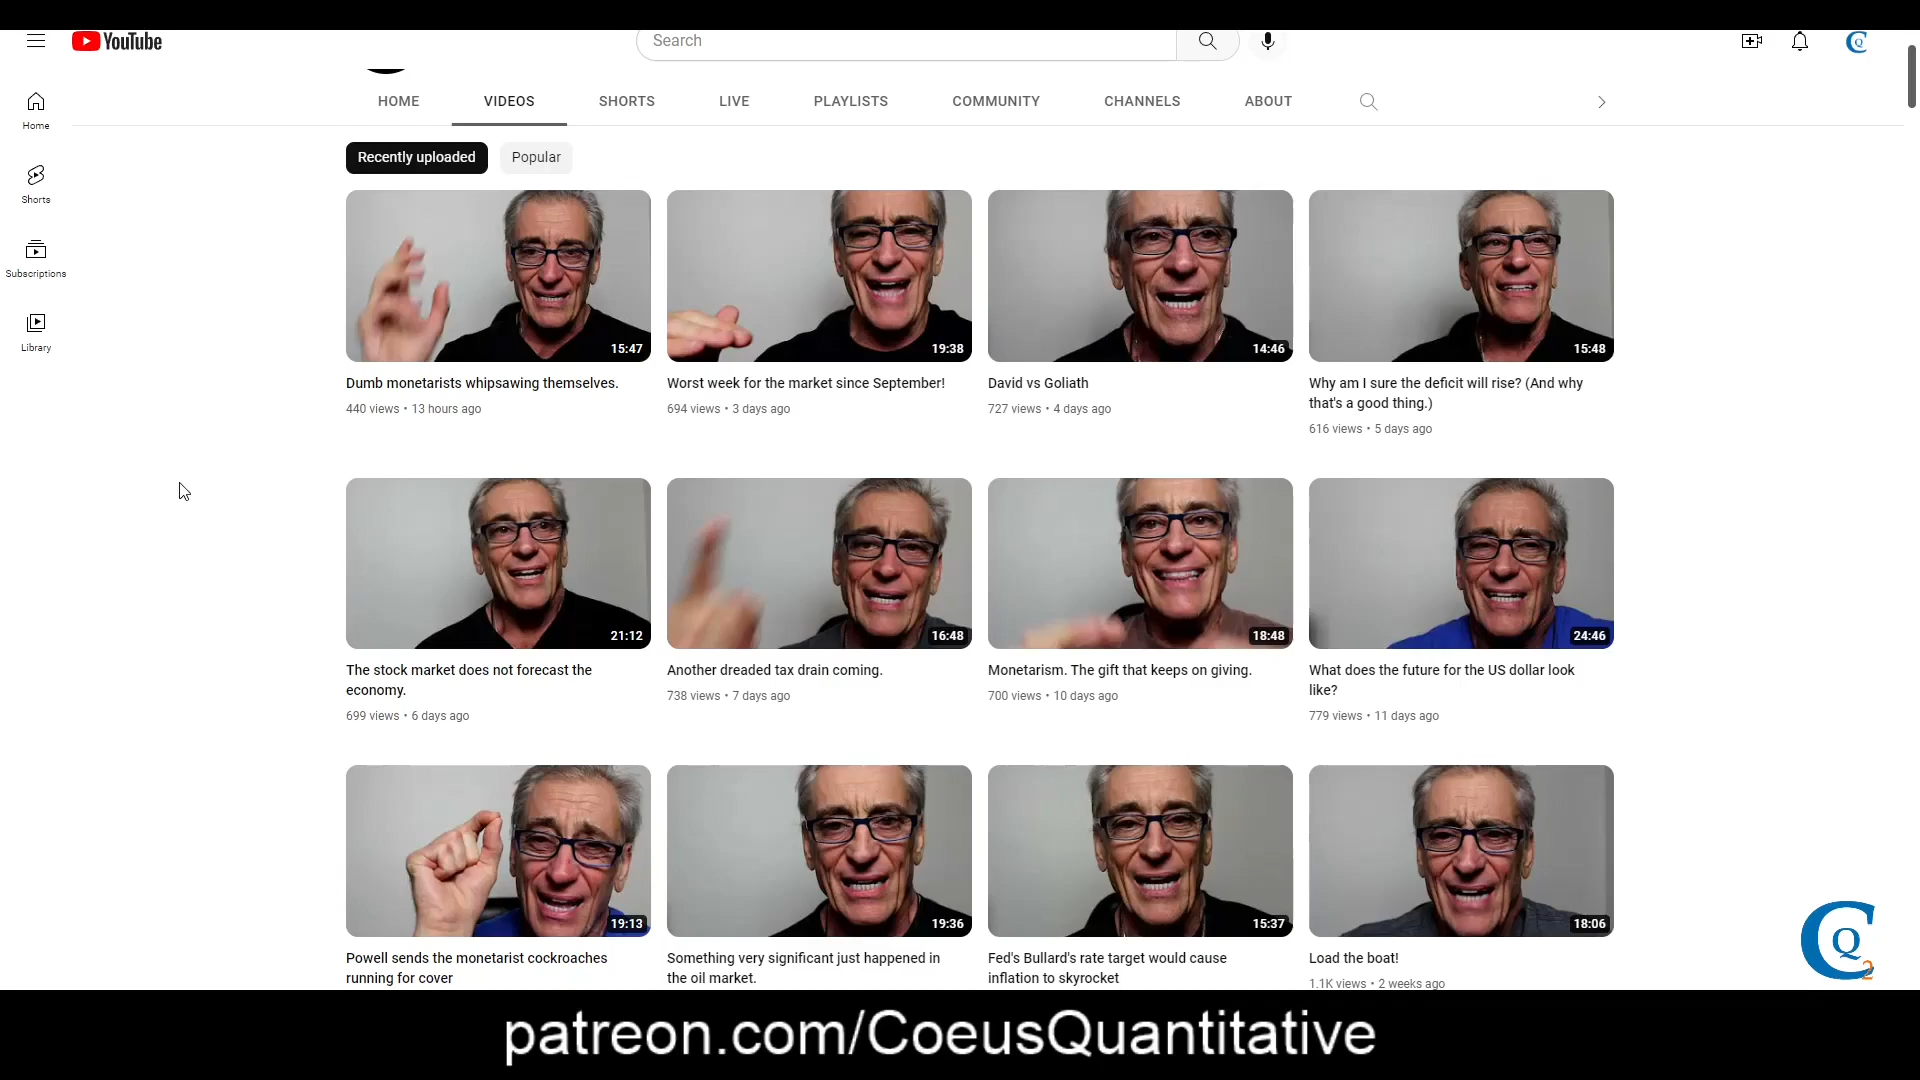 YouTube
Search
HOME VIDEOS SHORTS LIVE PLAYLISTS COMMUNITY CHANNELS ABOUT
Home
Shorts
Subscriptions
Library
Recently uploaded Popular
15:47 19:38 14:46 15:48
Dumb monetarists whipsawing themselves.
440 views • 13 hours ago
Worst week for the market since September!
694 views • 3 days ago
David vs Goliath
727 views • 4 days ago
Why am I sure the deficit will rise? (And why
that's a good thing.)
616 views • 5 days ago
21:12 16:48 18:48 24:46
The stock market does not forecast the
economy.
699 views • 6 days ago
Another dreaded tax drain coming.
738 views • 7 days ago
Monetarism. The gift that keeps on giving.
700 views • 10 days ago
What does the future for the US dollar look
like?
779 views • 11 days ago
19:13 19:36 15:37 18:06
Powell sends the monetarist cockroaches
running for cover
Something very significant just happened in
the oil market.
Fed's Bullard's rate target would cause
inflation to skyrocket
Load the boat!
1.1K views • 2 weeks ago
CQ
CQ2
patreon.com/CoeusQuantitative